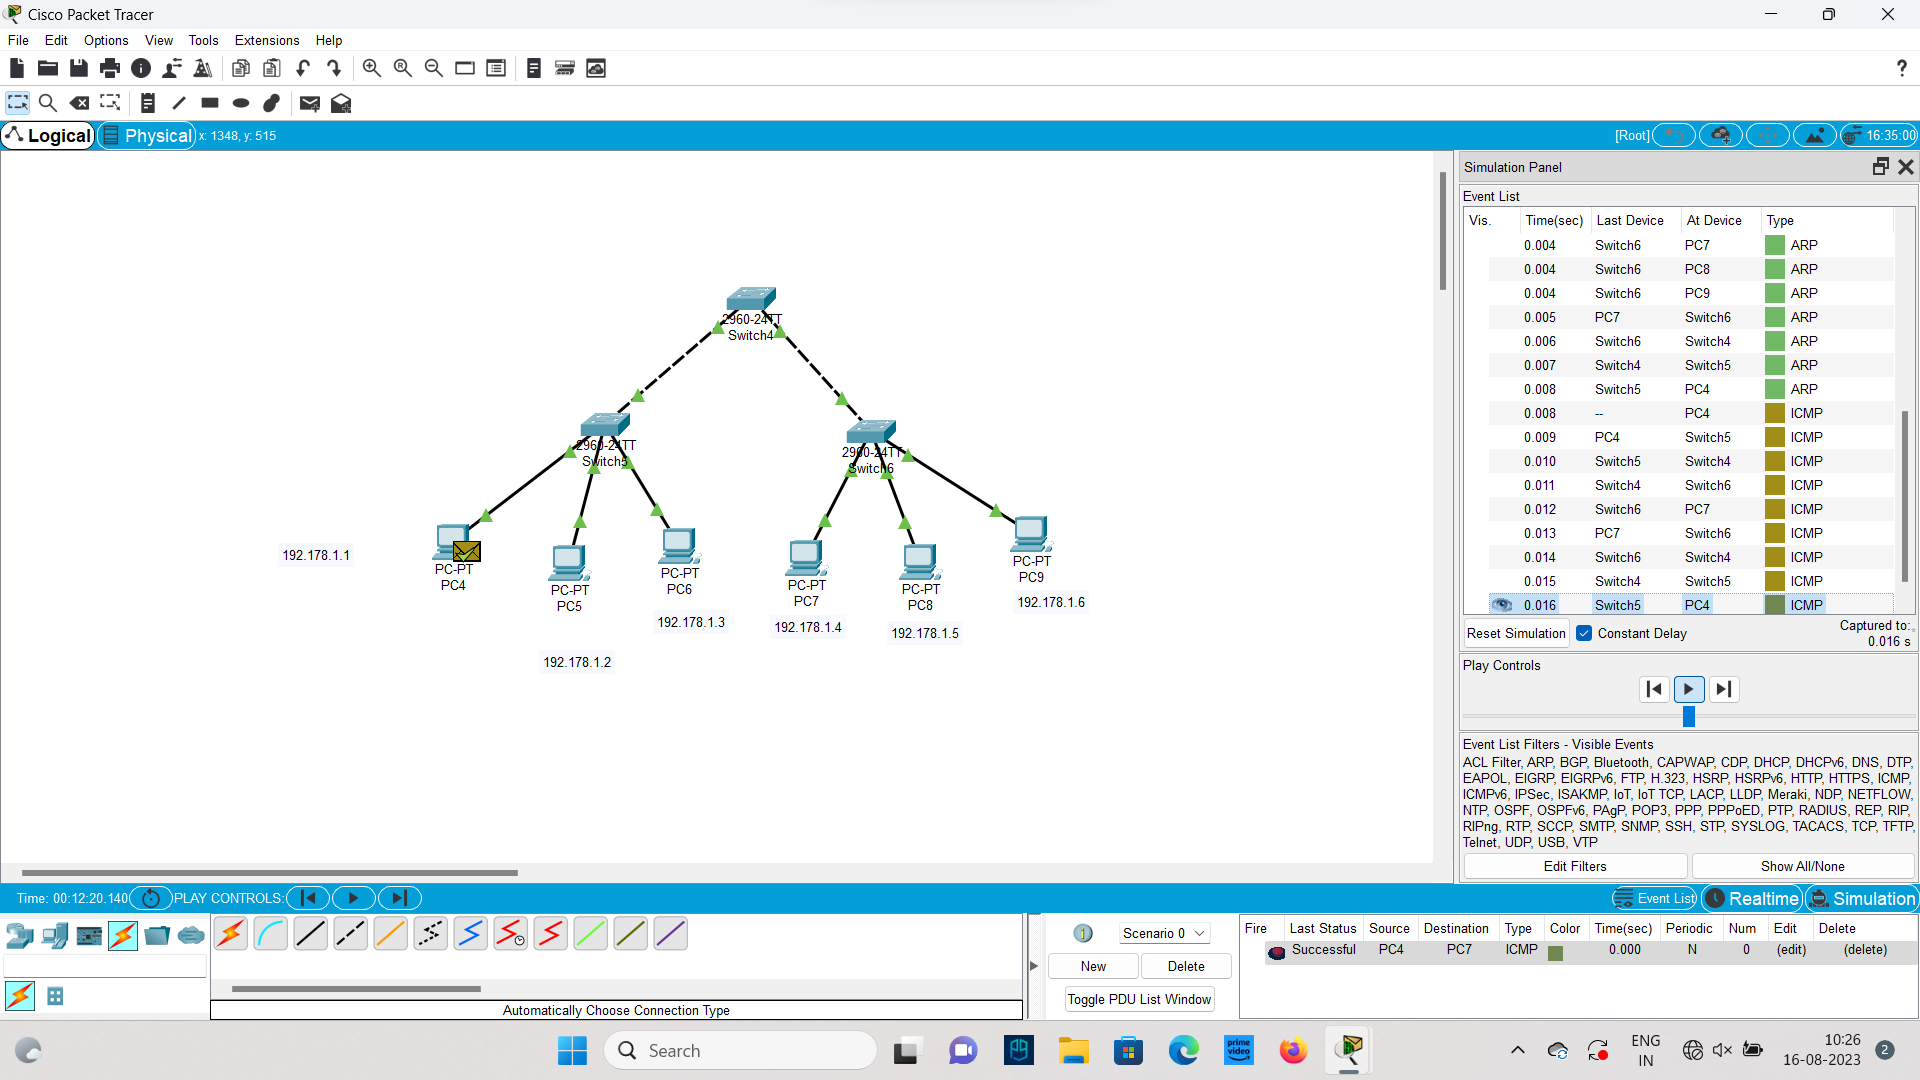 Cisco Packet Tracer
File Edit Options View Tools Extensions Help
?
Logical Physical x: 1348, y: 515 [Root] 16:35:00
2960-24TT
Switch4
2960-24TT
Switch5
2960-24TT
Switch6
192.178.1.1
PC-PT
PC4
PC-PT
PC5
PC-PT
PC6
PC-PT
PC7
PC-PT
PC8
PC-PT
PC9
192.178.1.2
192.178.1.3
192.178.1.4
192.178.1.5
192.178.1.6
Simulation Panel
Event List
Vis. Time(sec) Last Device At Device Type
0.004 Switch6 PC7 ARP
0.004 Switch6 PC8 ARP
0.004 Switch6 PC9 ARP
0.005 PC7 Switch6 ARP
0.006 Switch6 Switch4 ARP
0.007 Switch4 Switch5 ARP
0.008 Switch5 PC4 ARP
0.008 -- PC4 ICMP
0.009 PC4 Switch5 ICMP
0.010 Switch5 Switch4 ICMP
0.011 Switch4 Switch6 ICMP
0.012 Switch6 PC7 ICMP
0.013 PC7 Switch6 ICMP
0.014 Switch6 Switch4 ICMP
0.015 Switch4 Switch5 ICMP
0.016 Switch5 PC4 ICMP
Reset Simulation Constant Delay Captured to:
0.016 s
Play Controls
Event List Filters - Visible Events
ACL Filter, ARP, BGP, Bluetooth, CAPWAP, CDP, DHCP, DHCPv6, DNS, DTP,
EAPOL, EIGRP, EIGRPv6, FTP, H.323, HSRP, HSRPv6, HTTP, HTTPS, ICMP,
ICMPv6, IPSec, ISAKMP, IoT, IoT TCP, LACP, LLDP, Meraki, NDP, NETFLOW,
NTP, OSPF, OSPFv6, PAgP, POP3, PPP, PPPoED, PTP, RADIUS, REP, RIP,
RIPng, RTP, SCCP, SMTP, SNMP, SSH, STP, SYSLOG, TACACS, TCP, TFTP,
Telnet, UDP, USB, VTP
Edit Filters Show All/None
Time: 00:12:20.140 PLAY CONTROLS: Event List Realtime Simulation
Automatically Choose Connection Type
1 Scenario 0
New Delete
Toggle PDU List Window
Fire Last Status Source Destination Type Color Time(sec) Periodic Num Edit Delete
Successful PC4 PC7 ICMP 0.000 N 0 (edit) (delete)
Search
prime
video
ENG
IN
10:26
16-08-2023
2